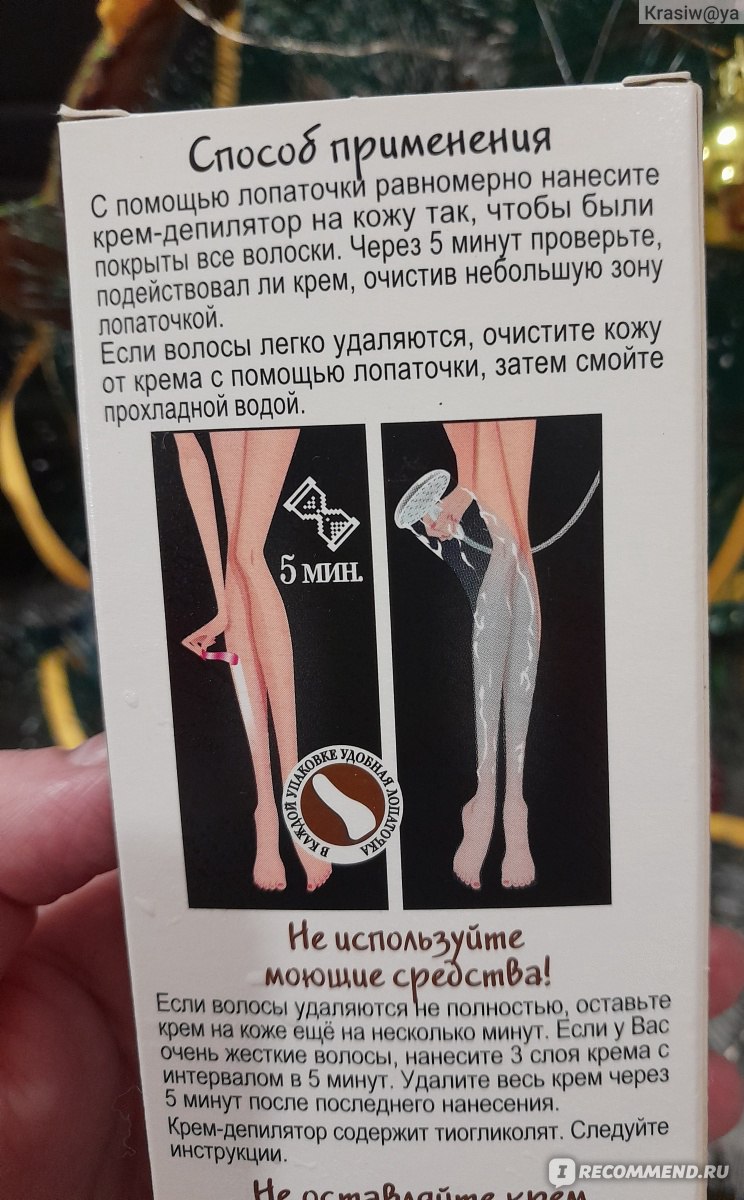 Krasiw@ya
Способ применения
С помощью лопаточки равномерно нанесите
крем-депилятор на кожу так, чтобы были
покрыты все волоски. Через 5 минут проверьте,
подействовал ли крем, очистив небольшую зону
лопаточкой.
Если волосы легко удаляются, очистите кожу
от крема с помощью лопаточки, затем смойте
прохладной водой.
5 мин.
В КАЖДОЙ УПАКОВКЕ УДОБНАЯ ЛОПАТОЧКА
Не используйте
моющие средства!
Если волосы удаляются не полностью, оставьте
крем на коже ещё на несколько минут. Если у Вас
очень жесткие волосы, нанесите 3 слоя крема с
интервалом в 5 минут. Удалите весь крем через
5 минут после последнего нанесения.
Крем-депилятор содержит тиогликолят. Следуйте
инструкции.
Не оставляйте крем
IRECOMMEND.RU